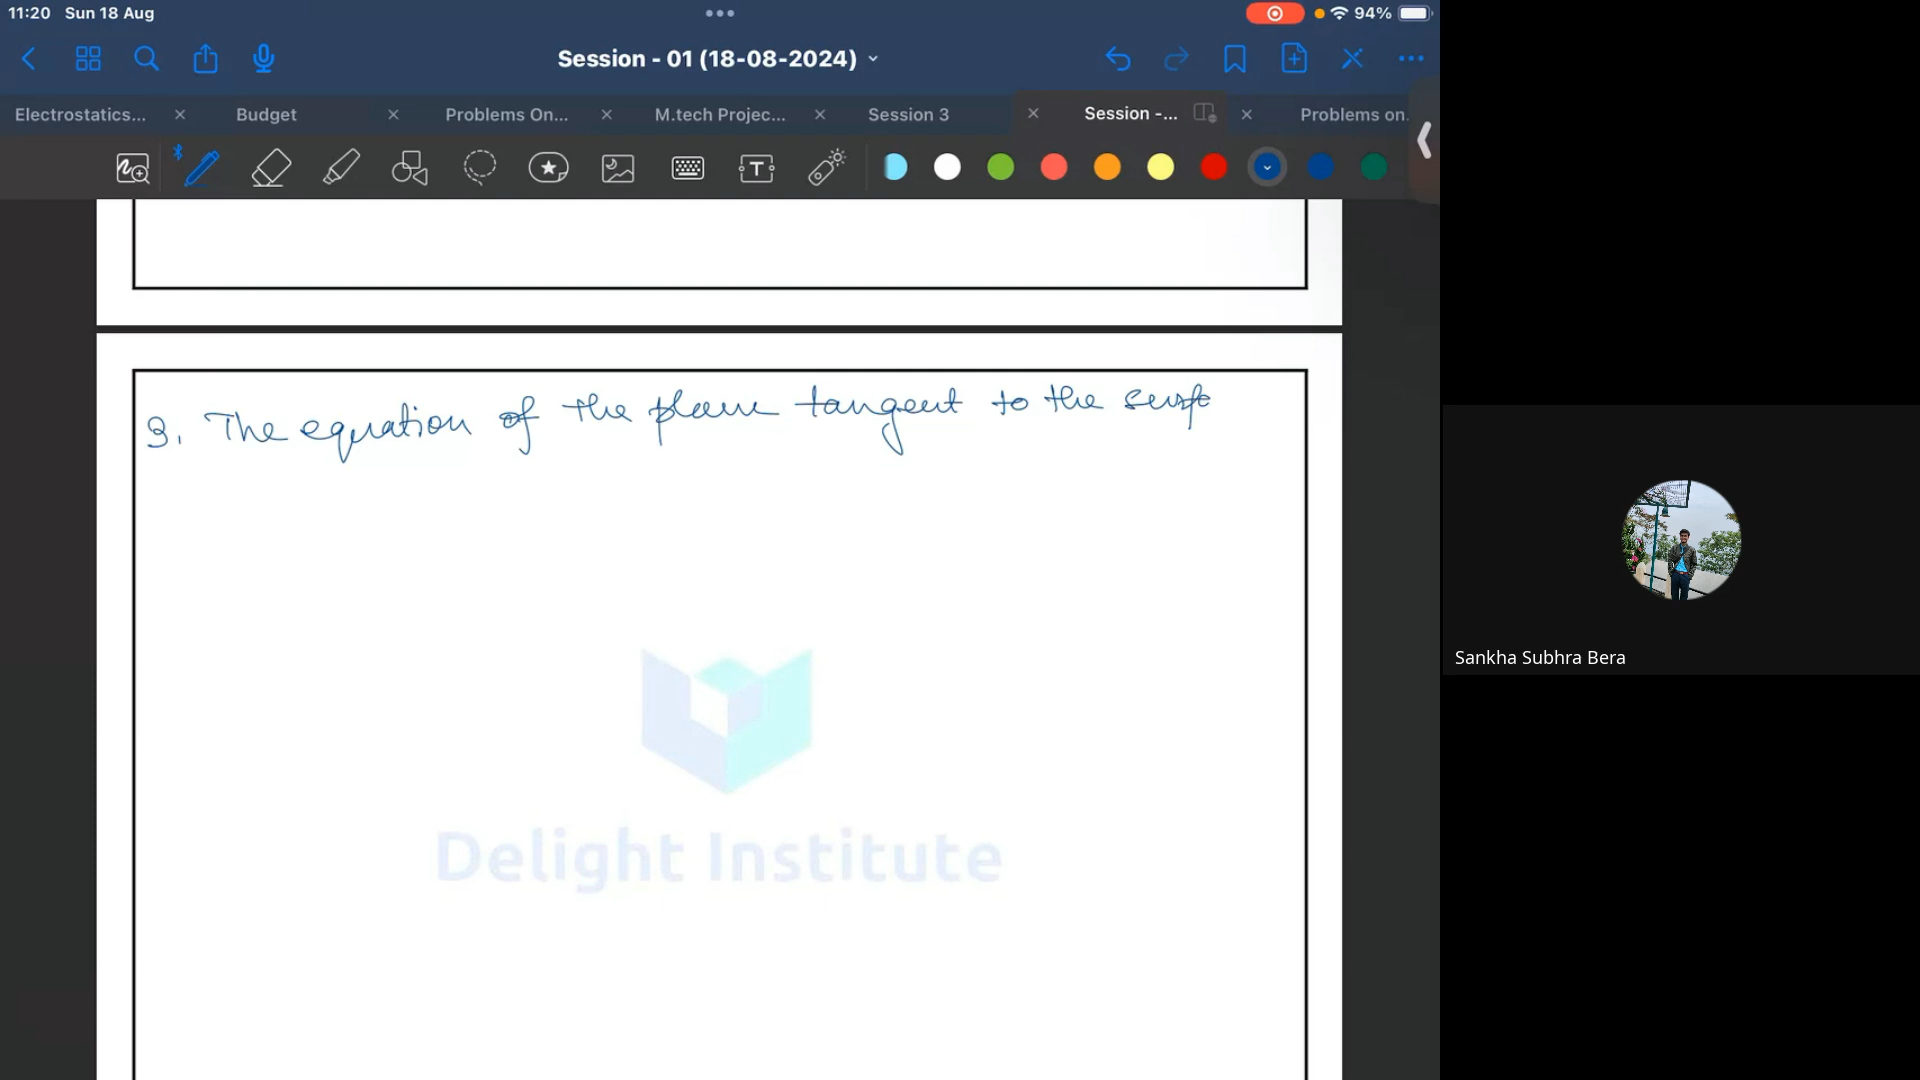 11:20 Sun 18 Aug
94%
Session - 01 (18-08-2024)
Electrostatics...
Budget
Problems On...
M.tech Projec...
Session 3
Session -...
Problems on.
T
3. The equation of the plane tangent to the surf
Delight Institute
Sankha Subhra Bera